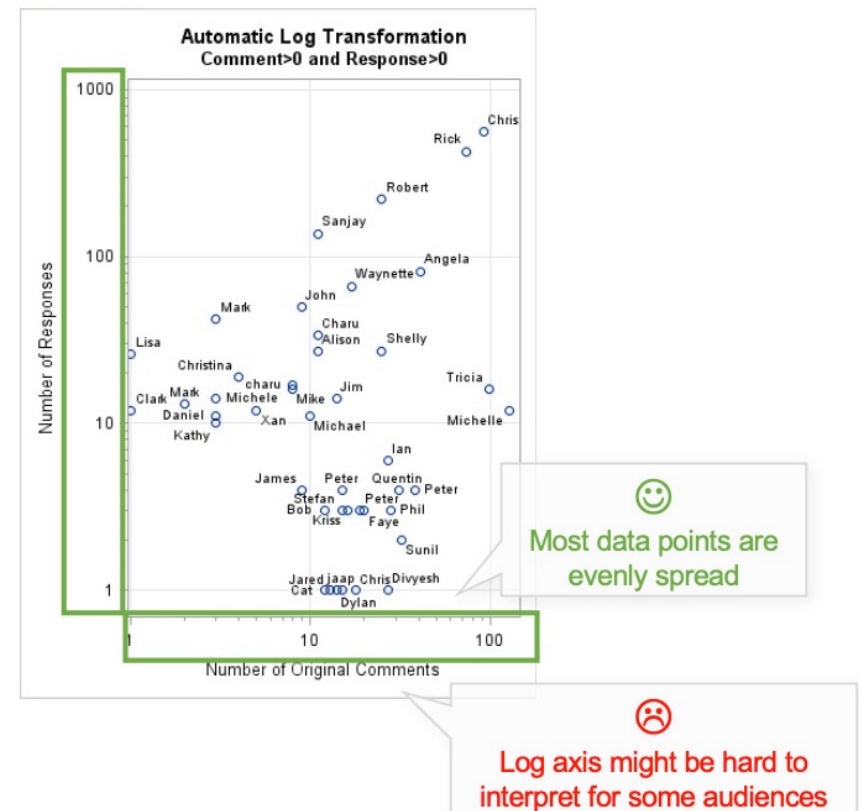 Automatic Log Transformation
Comment>0 and Response>0
1000
Chris
Rick
Robert
Sanjay
100
Angela
Waynette
John
Mark
Charu
Alison
Shelly
Lisa
Christina
Tricia
charu
Jim
Clark
Mark
Michele
Mike
Daniel
Xan
Michael
Michelle
10
Kathy
Ian
James
Peter
Quentin
Peter
Stefan
Peter
Bob
Phil
Kriss
Faye
Sunil
Jared
jaap
Chris
Divyesh
Cat
1
Dylan
Number of Responses
1
10
100
Number of Original Comments
☺
Most data points are
evenly spread
☹
Log axis might be hard to
interpret for some audiences